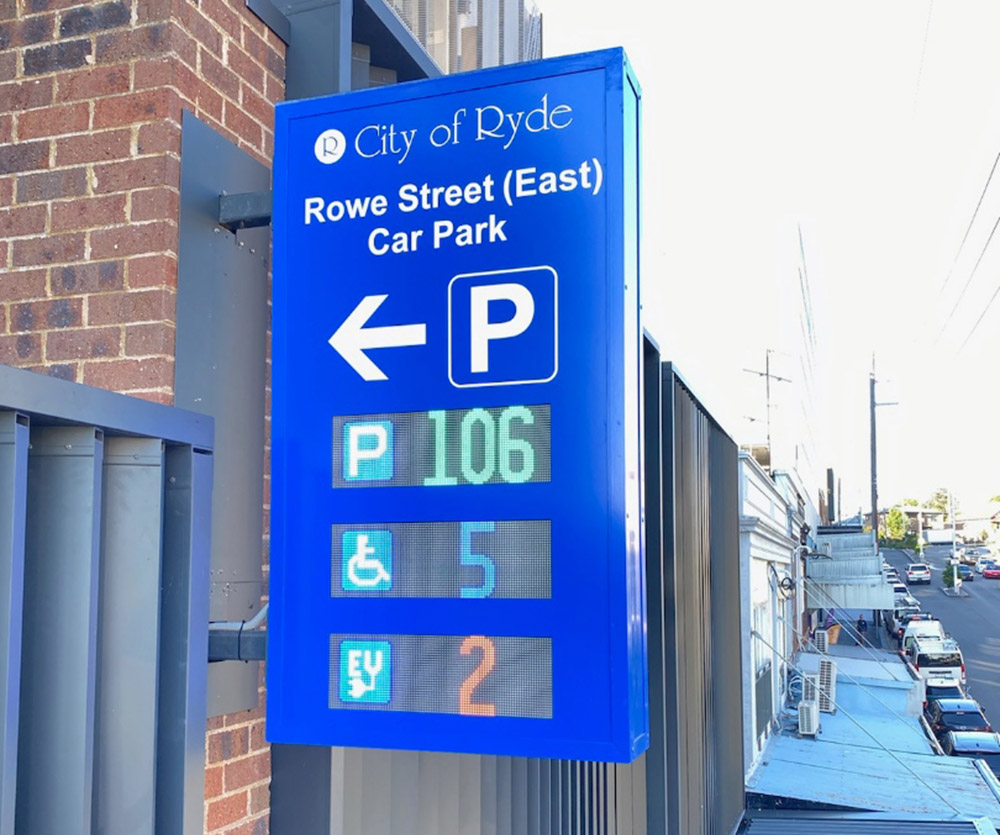 R City of Ryde
Rowe Street (East)
Car Park
P
P 106
5
EV 2